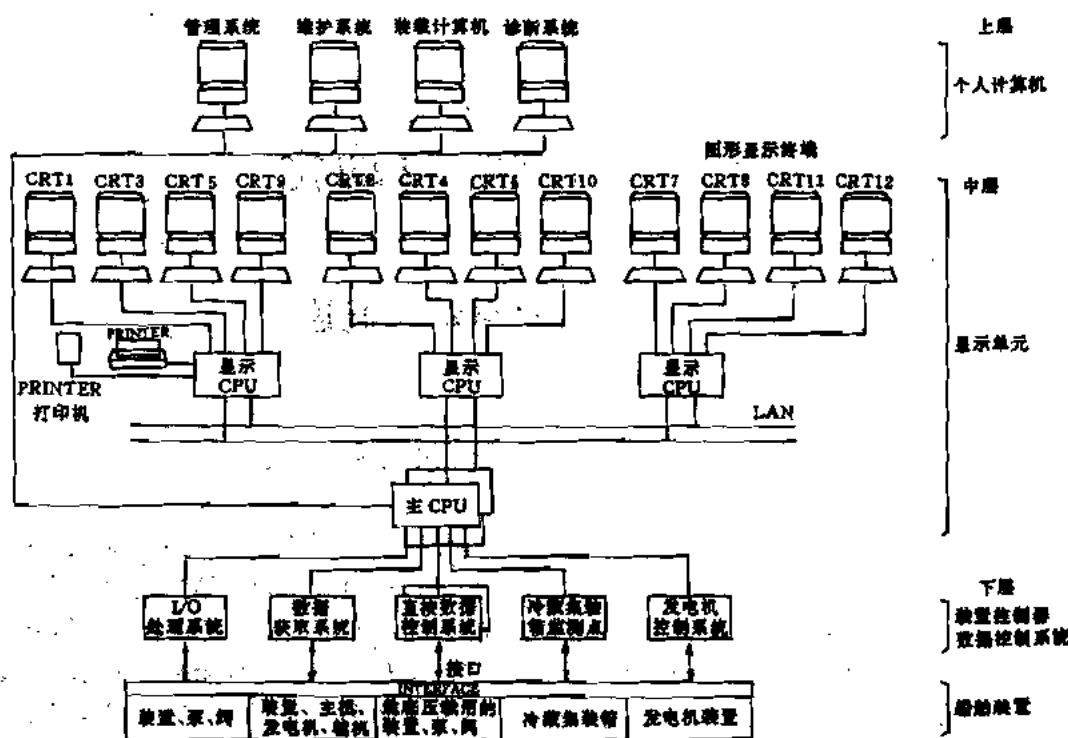 管理系统 维护系统 装载计算机 诊断系统 上层
个人计算机
图形显示终端
CRT1 CRT3 CRT5 CRT9 CRT4 CRT10 CRT7 CRT8 CRT11 CRT12 中层
PRINTER
显示 显示 显示 显示单元
CPU CPU CPU
PRINTER
打印机
LAN
主 CPU
下层
I/O 数据 直接数据 冷藏集装 发电机 装置控制器
处理系统 获取系统 控制系统 箱监测点 控制系统 数据控制系统
接口
INTERFACE
装置、泵、阀 装置、主机、 压载用的 冷藏集装箱 发电机装置 船舶装置
发电机、辅机 装置、泵、阀